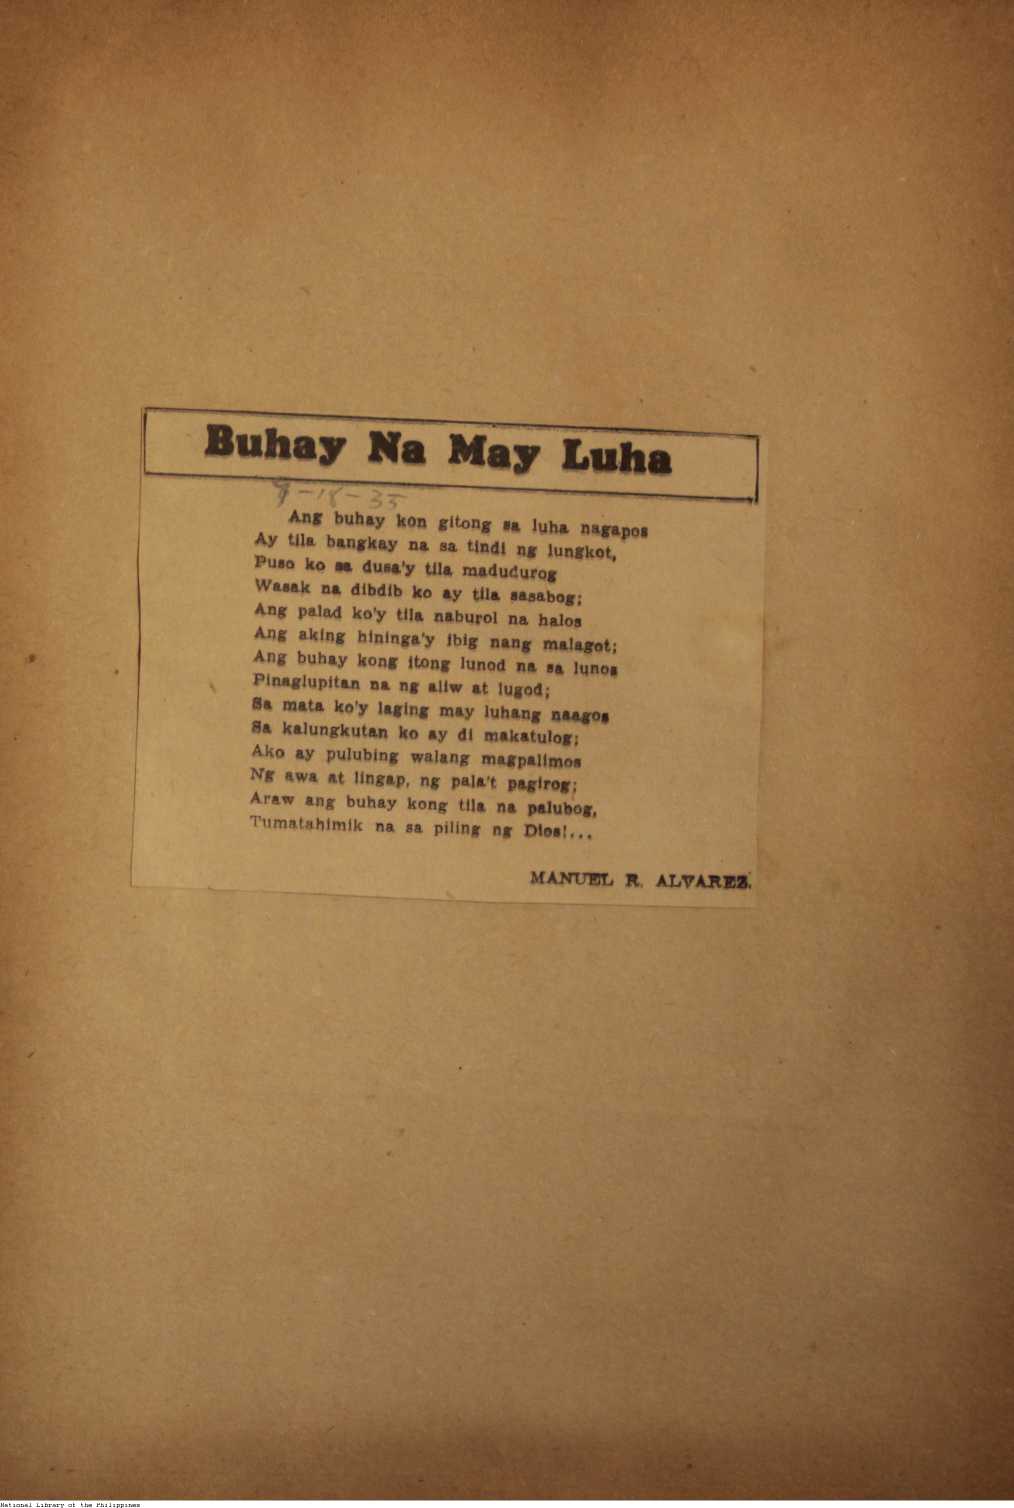 Buhay Na May Luha
9-18-35
Ang buhay kon gitong sa luha nagapos
Ay tila bangkay na sa tindi ng lungkot,
Puso ko sa dusa'y tila madudurog
Wasak na dibdib ko ay tila sasabog;
Ang palad ko'y tila naburol na halos
Ang aking hininga'y ibig nang malagot;
Ang buhay kong itong lunod na sa lunos
Pinaglupitan na ng aliw at lugod;
Sa mata ko'y laging may luhang naagos
Sa kalungkutan ko ay di makatulog;
Ako ay pulubing walang magpalimos
Ng awa at lingap, ng pala't pagirog;
Araw ang buhay kong tila na palubog,
Tumatahimik na sa piling ng Dios!...
MANUEL R. ALVAREZ.
National Library of the Philippines